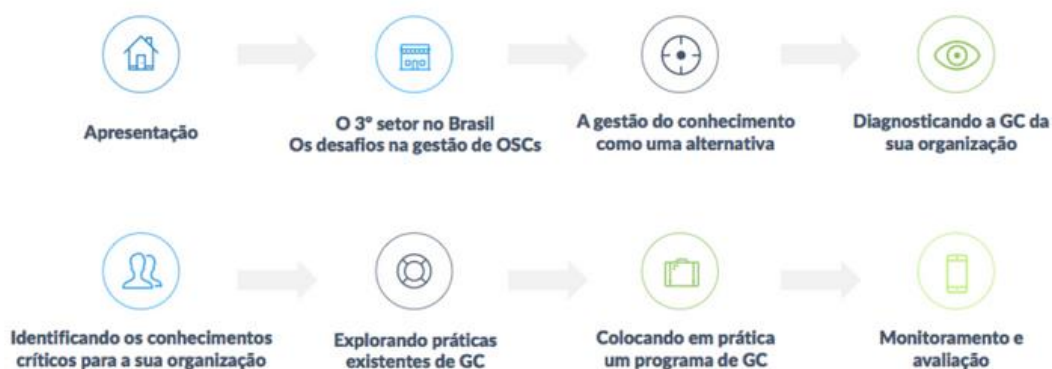 Apresentação
O 3º setor no Brasil
Os desafios na gestão de OSCs
A gestão do conhecimento
como uma alternativa
Diagnosticando a GC da
sua organização
Identificando os conhecimentos
críticos para a sua organização
Explorando práticas
existentes de GC
Colocando em prática
um programa de GC
Monitoramento e
avaliação